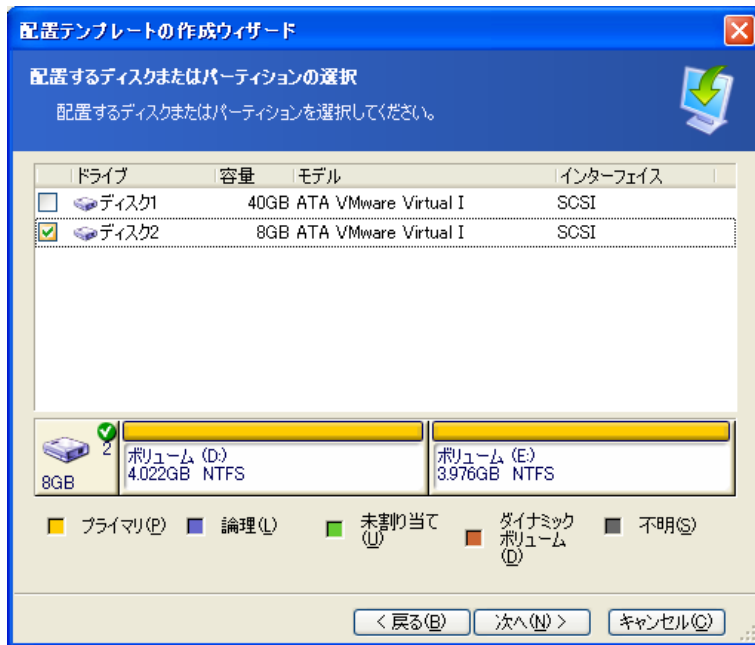 配置テンプレートの作成ウィザード
配置するディスクまたはパーティションの選択
配置するディスクまたはパーティションを選択してください。
ドライブ 容量 モデル インターフェイス
ディスク1 40GB ATA VMware Virtual I SCSI
ディスク2 8GB ATA VMware Virtual I SCSI
2
8GB
ボリューム (D:)
4.022GB NTFS
ボリューム (E:)
3.976GB NTFS
プライマリ(P)
論理(L)
未割り当て
(U)
ダイナミック
ボリューム
(D)
不明(S)
< 戻る(B) 次へ(N) > キャンセル(C)